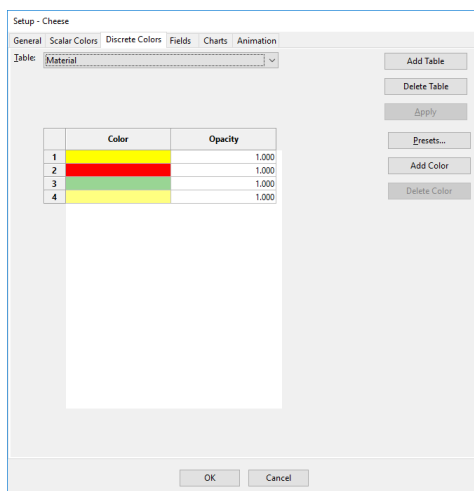 Setup - Cheese
General Scalar Colors Discrete Colors Fields Charts Animation
Table: Material
Add Table
Delete Table
Apply
Presets...
Add Color
Delete Color
Color Opacity
1 1.000
2 1.000
3 1.000
4 1.000
OK Cancel